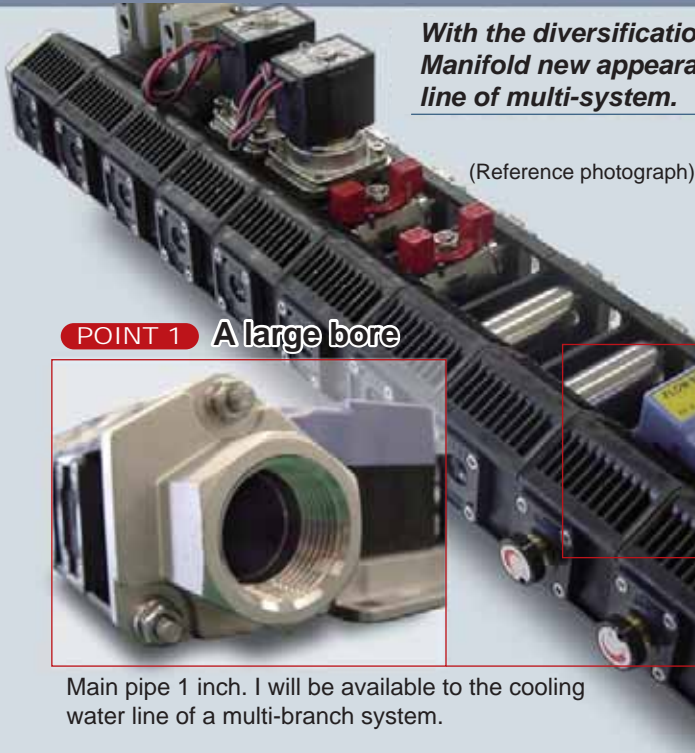 With the diversificatio
Manifold new appeara
line of multi-system.
(Reference photograph)
POINT 1 A large bore
FLOW
Main pipe 1 inch. I will be available to the cooling
water line of a multi-branch system.